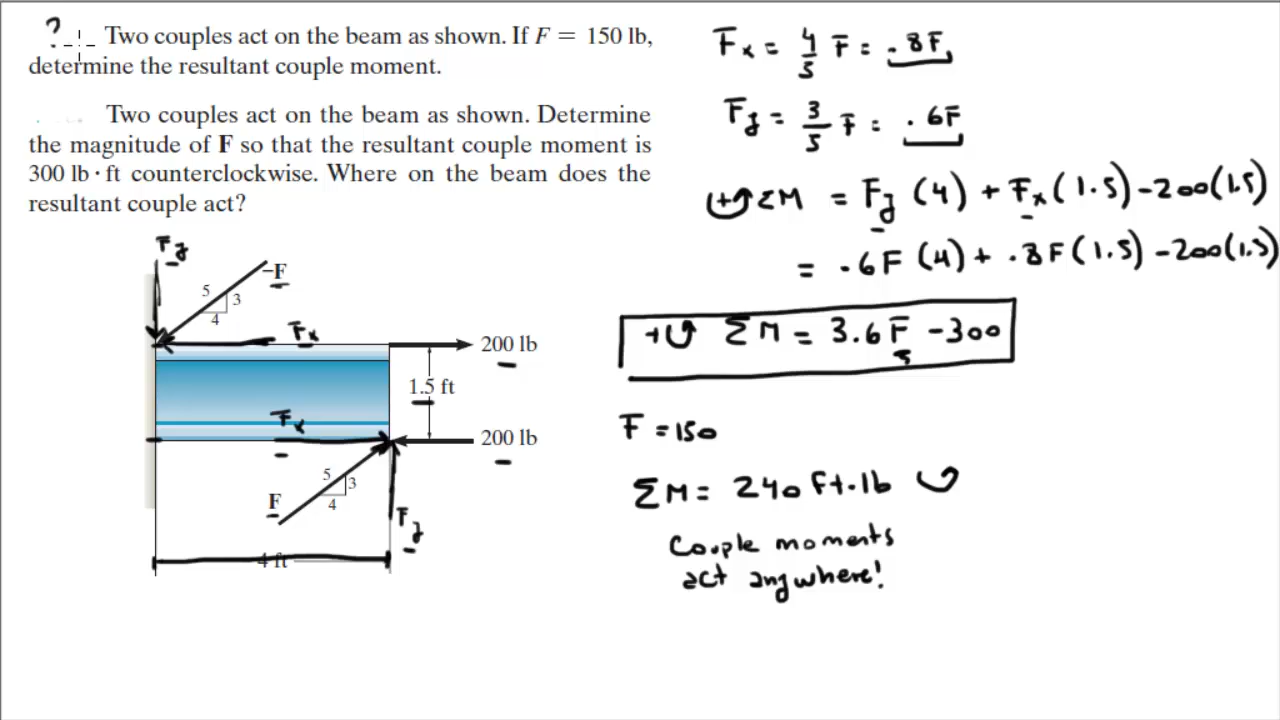 ?
Two couples act on the beam as shown. If F = 150 lb,
determine the resultant couple moment.
Two couples act on the beam as shown. Determine
the magnitude of F so that the resultant couple moment is
300 lb · ft counterclockwise. Where on the beam does the
resultant couple act?
Fy
-F
5
3
4
Fx
200 lb
1.5 ft
Fx
200 lb
5
3
F
4
Fy
4 ft
Fx = 4/5 F = .8F
Fy = 3/5 F = .6F
(+↺ ΣM = Fy (4) + Fx (1.5) - 200 (1.5)
= .6F (4) + .8F (1.5) - 200 (1.5)
+↺ ΣM = 3.6F - 300
F = 150
ΣM = 240 Ft.lb ↺
Couple moments
act anywhere!